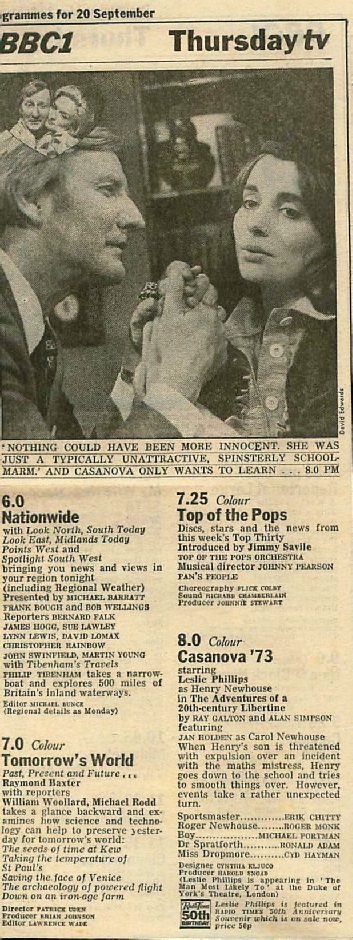 grammes for 20 September
BBC1
Thursday tv
David Edwards
'NOTHING COULD HAVE BEEN MORE INNOCENT. SHE WAS
JUST A TYPICALLY UNATTRACTIVE, SPINSTERLY SCHOOL-
MARM.' AND CASANOVA ONLY WANTS TO LEARN . . . 8.0 PM
6.0
Nationwide
with Look North, South Today
Look East, Midlands Today
Points West and
Spotlight South West
bringing you news and views in
your region tonight
(including Regional Weather)
Presented by MICHAEL BARRATT
FRANK BOUGH and BOB WELLINGS
Reporters BERNARD FALK
JAMES HOGG, SUE LAWLEY
LYNN LEWIS, DAVID LOMAX
CHRISTOPHER RAINBOW
JOHN SWINFIELD, MARTIN YOUNG
with Tibenham's Travels
PHILIP TIBENHAM takes a narrow-
boat and explores 500 miles of
Britain's inland waterways.
Editor MICHAEL BUNCE
(Regional details as Monday)
7.0 Colour
Tomorrow's World
Past, Present and Future . . .
Raymond Baxter
with reporters
William Woollard, Michael Rodd
takes a glance backward and ex-
amines how science and techno-
logy can help to preserve yester-
day for tomorrow's world:
The seeds of time at Kew
Taking the temperature of
St Paul's
Saving the face of Venice
The archaeology of powered flight
Down on an iron-age farm
Director PATRICK UDEN
Producer BRIAN JOHNSON
Editor LAWRENCE WADE
7.25 Colour
Top of the Pops
Discs, stars and the news from
this week's Top Thirty
Introduced by Jimmy Savile
TOP OF THE POPS ORCHESTRA
Musical director JOHNNY PEARSON
PAN'S PEOPLE
Choreography FLICK COLBY
Sound RICHARD CHAMBERLAIN
Producer JOHNNIE STEWART
8.0 Colour
Casanova '73
starring
Leslie Phillips
as Henry Newhouse
in The Adventures of a
20th-century Libertine
by RAY GALTON and ALAN SIMPSON
featuring
JAN HOLDEN as Carol Newhouse
When Henry's son is threatened
with expulsion over an incident
with the maths mistress, Henry
goes down to the school and tries
to smooth things over. However,
events take a rather unexpected
turn.
Sportsmaster..........ERIK CHITTY
Roger Newhouse.......ROGER MONK
Boy..............MICHAEL PORTMAN
Dr Spratforth.......RONALD ADAM
Miss Dropmore........CYD HAYMAN
Designer CYNTHIA KLJUCO
Producer HAROLD SNOAD
(Leslie Phillips is appearing in 'The
Man Most Likely To' at the Duke of
York's Theatre, London)
50th
BIRTHDAY
Leslie Phillips is featured in
RADIO TIMES 50th Anniversary
Souvenir which is on sale now,
price 50p